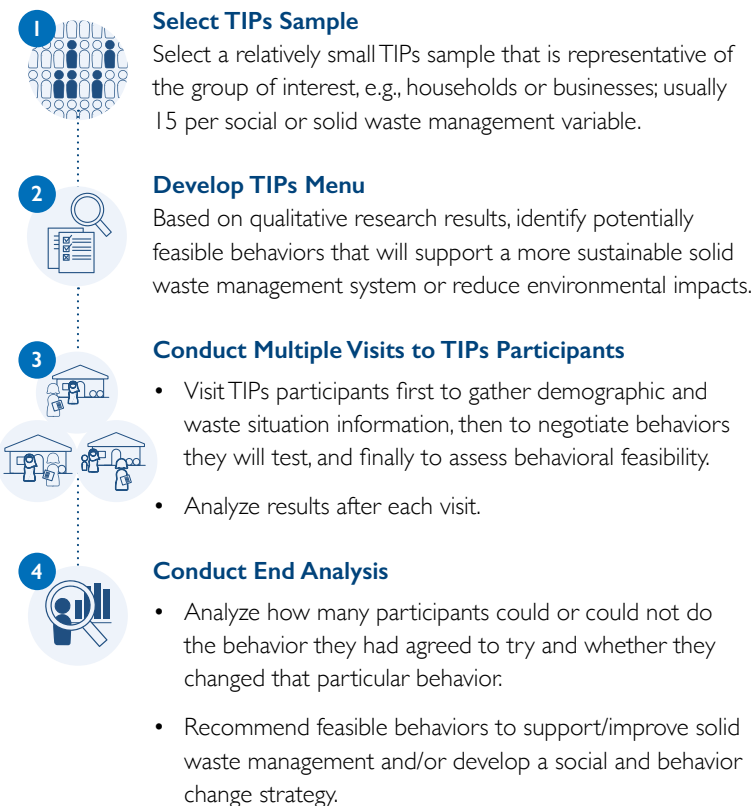 1
Select TIPs Sample
Select a relatively small TIPs sample that is representative of
the group of interest, e.g., households or businesses; usually
15 per social or solid waste management variable.
2
Develop TIPs Menu
Based on qualitative research results, identify potentially
feasible behaviors that will support a more sustainable solid
waste management system or reduce environmental impacts.
3
Conduct Multiple Visits to TIPs Participants
• Visit TIPs participants first to gather demographic and
waste situation information, then to negotiate behaviors
they will test, and finally to assess behavioral feasibility.
• Analyze results after each visit.
4
Conduct End Analysis
• Analyze how many participants could or could not do
the behavior they had agreed to try and whether they
changed that particular behavior.
• Recommend feasible behaviors to support/improve solid
waste management and/or develop a social and behavior
change strategy.